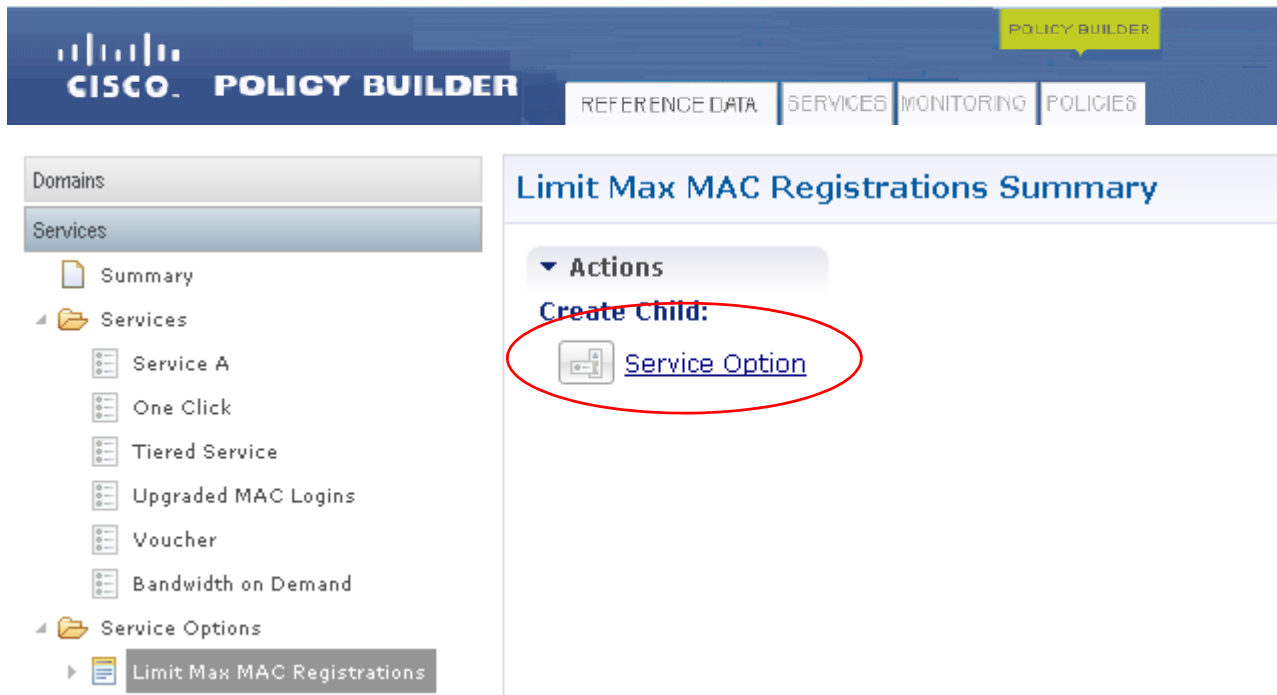 POLICY BUILDER
CISCO. POLICY BUILDER
REFERENCE DATA SERVICES MONITORING POLICIES
Domains
Services
Summary
Services
Service A
One Click
Tiered Service
Upgraded MAC Logins
Voucher
Bandwidth on Demand
Service Options
Limit Max MAC Registrations
Limit Max MAC Registrations Summary
Actions
Create Child:
Service Option